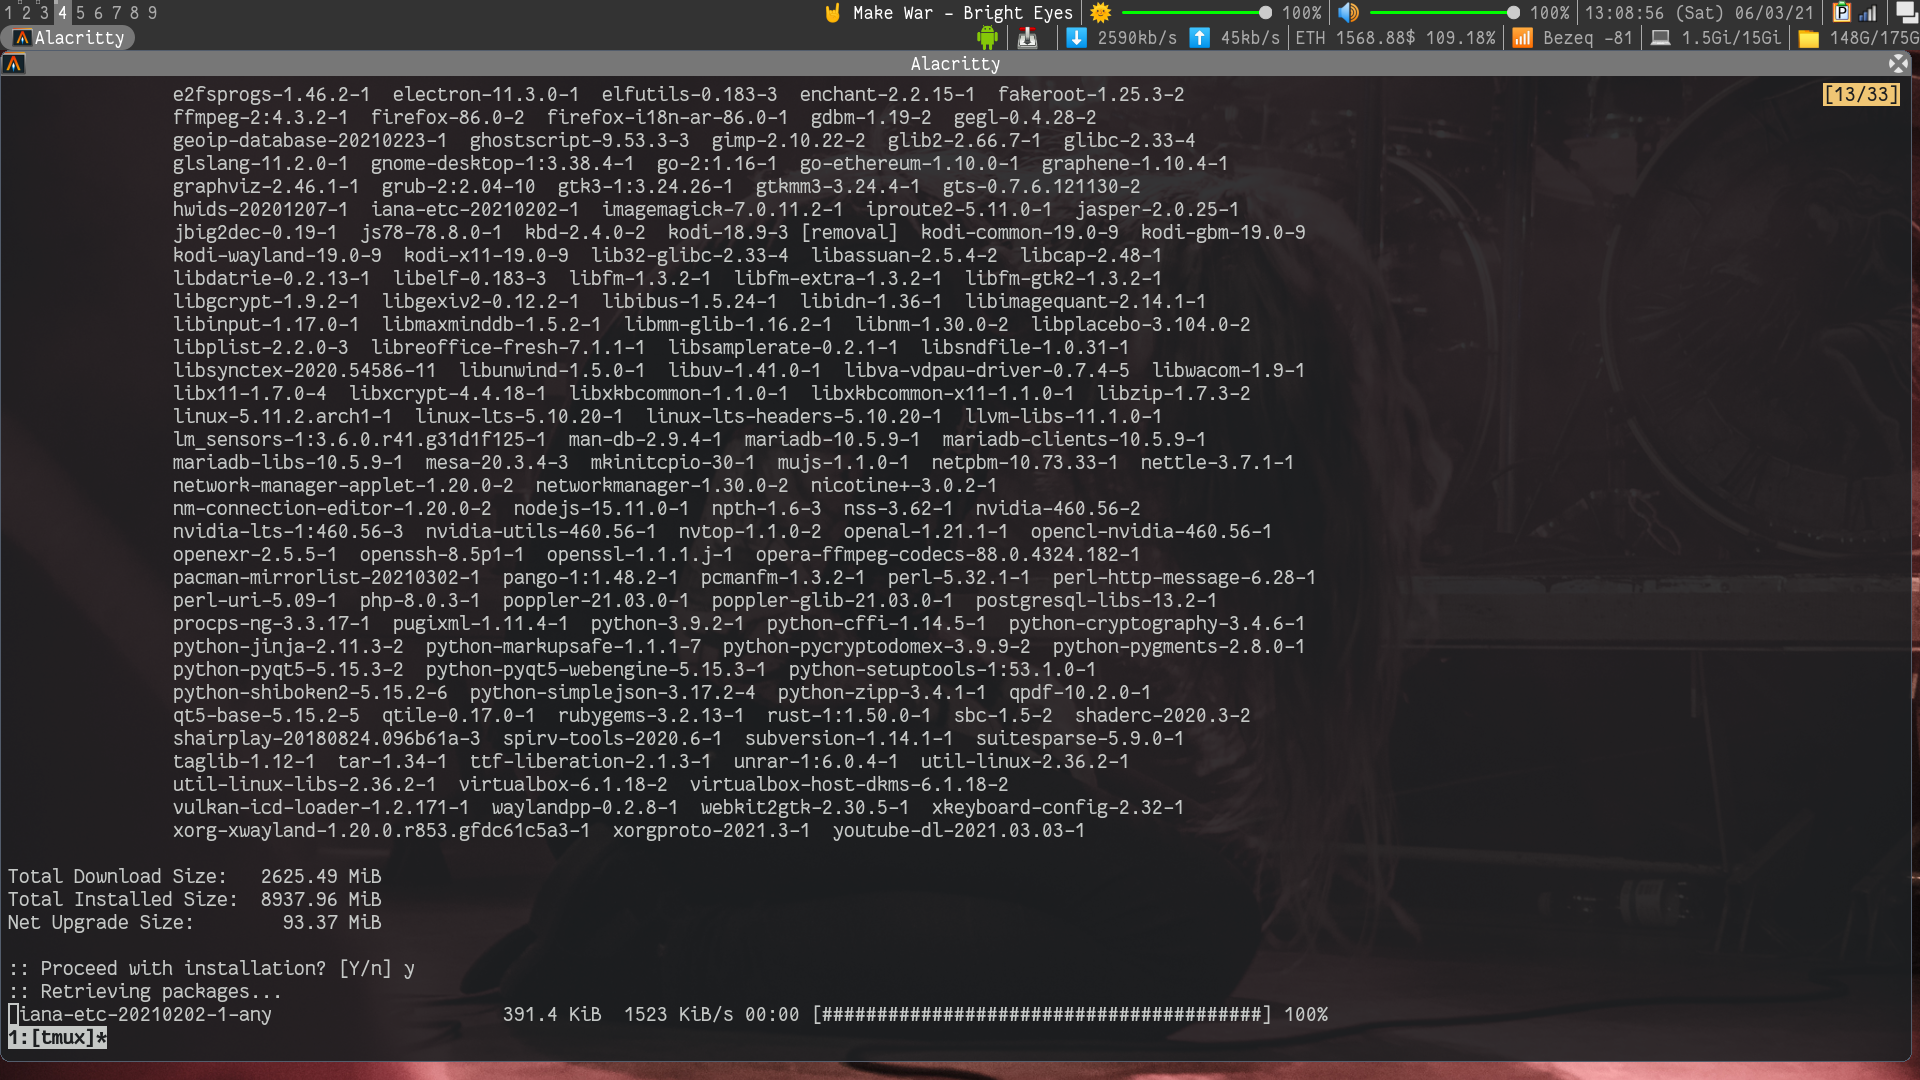 1 2 3 4 5 6 7 8 9 Make War - Bright Eyes 100% 100% 13:08:56 (Sat) 06/03/21
Alacritty 2590kb/s 45kb/s ETH 1568.88$ 109.18% Bezeq -81 1.5Gi/15Gi 148G/175G
Alacritty
e2fsprogs-1.46.2-1 electron-11.3.0-1 elfutils-0.183-3 enchant-2.2.15-1 fakeroot-1.25.3-2 [13/33]
ffmpeg-2:4.3.2-1 firefox-86.0-2 firefox-i18n-ar-86.0-1 gdbm-1.19-2 gegl-0.4.28-2
geoip-database-20210223-1 ghostscript-9.53.3-3 gimp-2.10.22-2 glib2-2.66.7-1 glibc-2.33-4
glslang-11.2.0-1 gnome-desktop-1:3.38.4-1 go-2:1.16-1 go-ethereum-1.10.0-1 graphene-1.10.4-1
graphviz-2.46.1-1 grub-2:2.04-10 gtk3-1:3.24.26-1 gtkmm3-3.24.4-1 gts-0.7.6.121130-2
hwids-20201207-1 iana-etc-20210202-1 imagemagick-7.0.11.2-1 iproute2-5.11.0-1 jasper-2.0.25-1
jbig2dec-0.19-1 js78-78.8.0-1 kbd-2.4.0-2 kodi-18.9-3 [removal] kodi-common-19.0-9 kodi-gbm-19.0-9
kodi-wayland-19.0-9 kodi-x11-19.0-9 lib32-glibc-2.33-4 libassuan-2.5.4-2 libcap-2.48-1
libdatrie-0.2.13-1 libelf-0.183-3 libfm-1.3.2-1 libfm-extra-1.3.2-1 libfm-gtk2-1.3.2-1
libgcrypt-1.9.2-1 libgexiv2-0.12.2-1 libibus-1.5.24-1 libidn-1.36-1 libimagequant-2.14.1-1
libinput-1.17.0-1 libmaxminddb-1.5.2-1 libmm-glib-1.16.2-1 libnm-1.30.0-2 libplacebo-3.104.0-2
libplist-2.2.0-3 libreoffice-fresh-7.1.1-1 libsamplerate-0.2.1-1 libsndfile-1.0.31-1
libsynctex-2020.54586-11 libunwind-1.5.0-1 libuv-1.41.0-1 libva-vdpau-driver-0.7.4-5 libwacom-1.9-1
libx11-1.7.0-4 libxcrypt-4.4.18-1 libxkbcommon-1.1.0-1 libxkbcommon-x11-1.1.0-1 libzip-1.7.3-2
linux-5.11.2.arch1-1 linux-lts-5.10.20-1 linux-lts-headers-5.10.20-1 llvm-libs-11.1.0-1
lm_sensors-1:3.6.0.r41.g31d1f125-1 man-db-2.9.4-1 mariadb-10.5.9-1 mariadb-clients-10.5.9-1
mariadb-libs-10.5.9-1 mesa-20.3.4-3 mkinitcpio-30-1 mujs-1.1.0-1 netpbm-10.73.33-1 nettle-3.7.1-1
network-manager-applet-1.20.0-2 networkmanager-1.30.0-2 nicotine+-3.0.2-1
nm-connection-editor-1.20.0-2 nodejs-15.11.0-1 npth-1.6-3 nss-3.62-1 nvidia-460.56-2
nvidia-lts-1:460.56-3 nvidia-utils-460.56-1 nvtop-1.1.0-2 openal-1.21.1-1 opencl-nvidia-460.56-1
openexr-2.5.5-1 openssh-8.5p1-1 openssl-1.1.1.j-1 opera-ffmpeg-codecs-88.0.4324.182-1
pacman-mirrorlist-20210302-1 pango-1:1.48.2-1 pcmanfm-1.3.2-1 perl-5.32.1-1 perl-http-message-6.28-1
perl-uri-5.09-1 php-8.0.3-1 poppler-21.03.0-1 poppler-glib-21.03.0-1 postgresql-libs-13.2-1
procps-ng-3.3.17-1 pugixml-1.11.4-1 python-3.9.2-1 python-cffi-1.14.5-1 python-cryptography-3.4.6-1
python-jinja-2.11.3-2 python-markupsafe-1.1.1-7 python-pycryptodomex-3.9.9-2 python-pygments-2.8.0-1
python-pyqt5-5.15.3-2 python-pyqt5-webengine-5.15.3-1 python-setuptools-1:53.1.0-1
python-shiboken2-5.15.2-6 python-simplejson-3.17.2-4 python-zipp-3.4.1-1 qpdf-10.2.0-1
qt5-base-5.15.2-5 qtile-0.17.0-1 rubygems-3.2.13-1 rust-1:1.50.0-1 sbc-1.5-2 shaderc-2020.3-2
shairplay-20180824.096b61a-3 spirv-tools-2020.6-1 subversion-1.14.1-1 suitesparse-5.9.0-1
taglib-1.12-1 tar-1.34-1 ttf-liberation-2.1.3-1 unrar-1:6.0.4-1 util-linux-2.36.2-1
util-linux-libs-2.36.2-1 virtualbox-6.1.18-2 virtualbox-host-dkms-6.1.18-2
vulkan-icd-loader-1.2.171-1 waylandpp-0.2.8-1 webkit2gtk-2.30.5-1 xkeyboard-config-2.32-1
xorg-xwayland-1.20.0.r853.gfdc61c5a3-1 xorgproto-2021.3-1 youtube-dl-2021.03.03-1
Total Download Size: 2625.49 MiB
Total Installed Size: 8937.96 MiB
Net Upgrade Size: 93.37 MiB
:: Proceed with installation? [Y/n] y
:: Retrieving packages...
iana-etc-20210202-1-any 391.4 KiB 1523 KiB/s 00:00 [########################################] 100%
1:[tmux]*